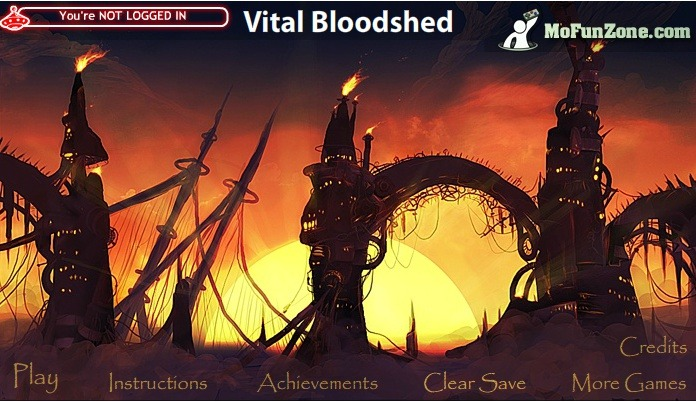 You're NOT LOGGED IN
Vital Bloodshed
MoFunZone.com
Credits
Play
Instructions
Achievements
Clear Save
More Games